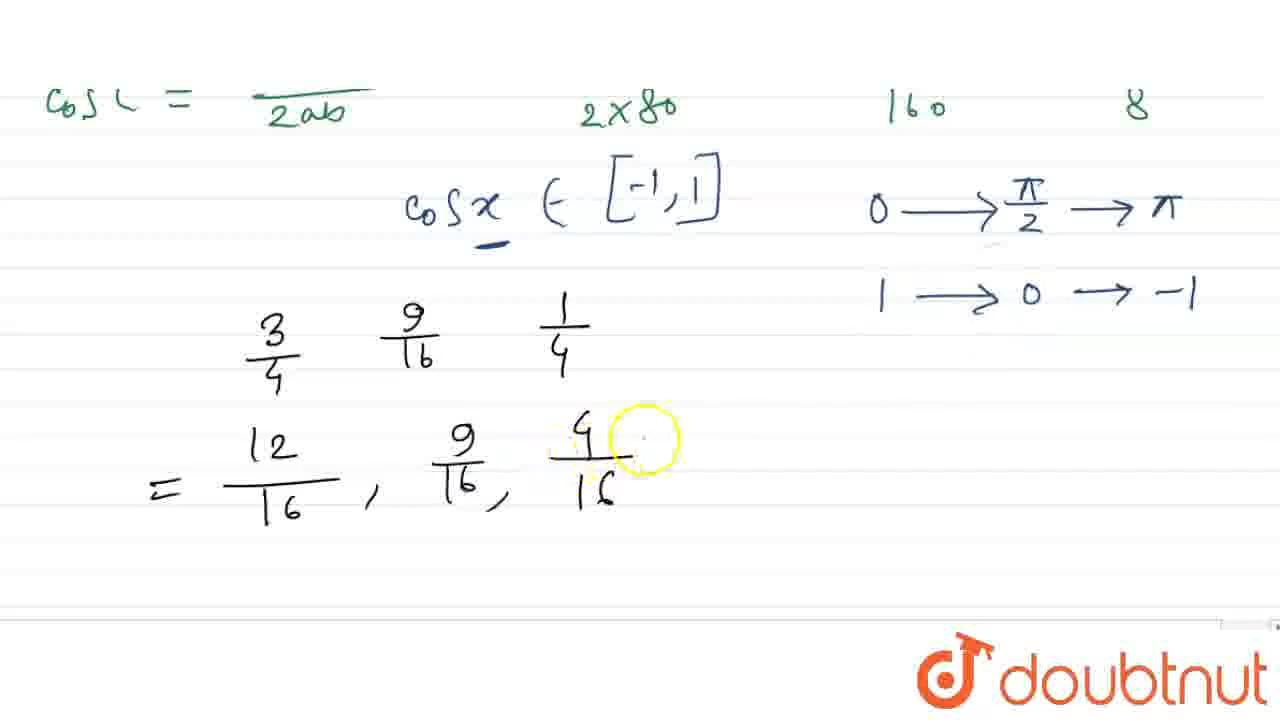 cos C = ‾2ab 2×80 160 8
cos x ∈ [-1, 1]
0 → π/2 → π
1 → 0 → -1
3/4 9/16 1/4
= 12/16, 9/16, 4/16
doubtnut